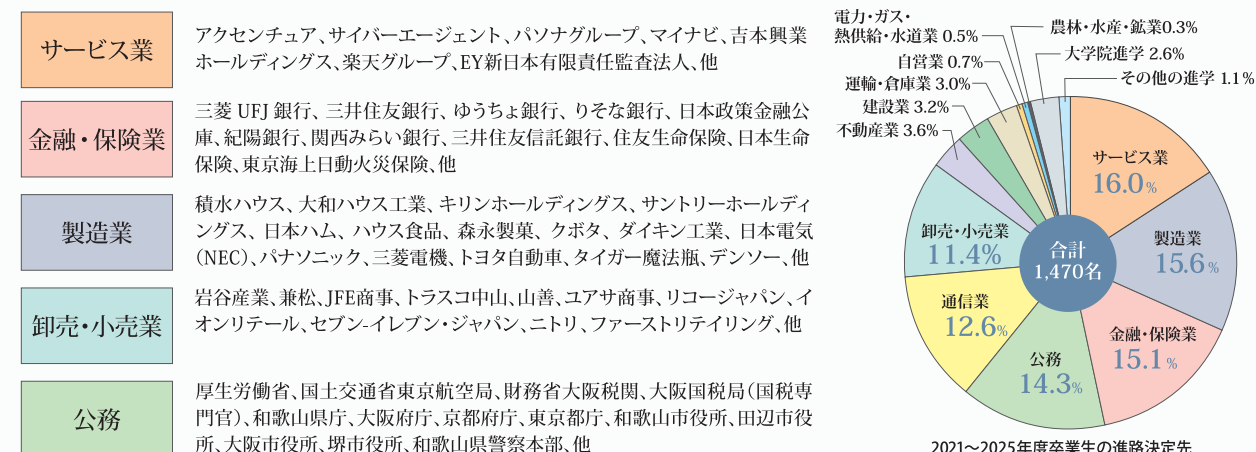 サービス業
アクセンチュア、サイバーエージェント、パソナグループ、マイナビ、吉本興業
ホールディングス、楽天グループ、EY新日本有限責任監査法人、他
金融・保険業
三菱 UFJ 銀行、三井住友銀行、ゆうちょ銀行、りそな銀行、日本政策金融公
庫、紀陽銀行、関西みらい銀行、三井住友信託銀行、住友生命保険、日本生命
保険、東京海上日動火災保険、他
製造業
積水ハウス、大和ハウス工業、キリンホールディングス、サントリーホールディ
ングス、日本ハム、ハウス食品、森永製菓、クボタ、ダイキン工業、日本電気
（NEC）、パナソニック、三菱電機、トヨタ自動車、タイガー魔法瓶、デンソー、他
卸売・小売業
岩谷産業、兼松、JFE商事、トラスコ中山、山善、ユアサ商事、リコージャパン、イ
オンリテール、セブン-イレブン・ジャパン、ニトリ、ファーストリテイリング、他
公務
厚生労働省、国土交通省東京航空局、財務省大阪税関、大阪国税局（国税専
門官）、和歌山県庁、大阪府庁、京都府庁、東京都庁、和歌山市役所、田辺市役
所、大阪市役所、堺市役所、和歌山県警察本部、他
電力・ガス・
熱供給・水道業 0.5%
自営業 0.7%
運輸・倉庫業 3.0%
建設業 3.2%
不動産業 3.6%
農林・水産・鉱業0.3%
大学院進学 2.6%
その他の進学 1.1%
サービス業
16.0%
製造業
15.6%
金融・保険業
15.1%
公務
14.3%
通信業
12.6%
卸売・小売業
11.4%
合計
1,470名
2021〜2025年度卒業生の進路決定先